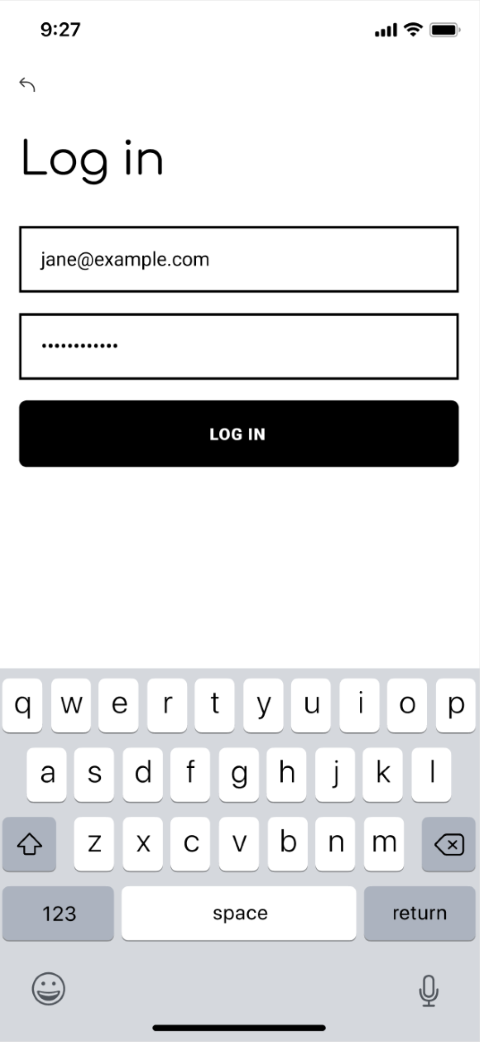 9:27
Log in
jane@example.com
••••••••••••
LOG IN
q w e r t y u i o p
a s d f g h j k l
z x c v b n m
123 space return